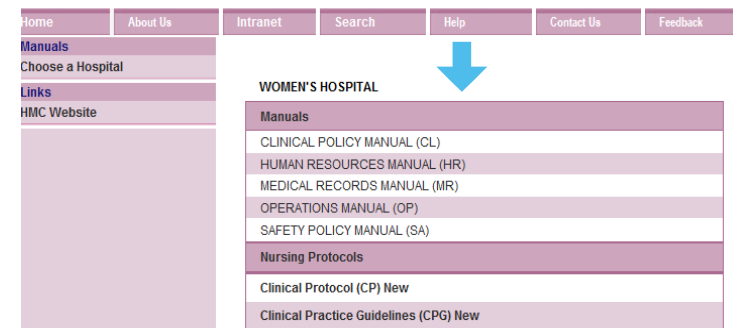 Home About Us Intranet Search Help Contact Us Feedback
Manuals
Choose a Hospital
Links
HMC Website
WOMEN'S HOSPITAL
Manuals
CLINICAL POLICY MANUAL (CL)
HUMAN RESOURCES MANUAL (HR)
MEDICAL RECORDS MANUAL (MR)
OPERATIONS MANUAL (OP)
SAFETY POLICY MANUAL (SA)
Nursing Protocols
Clinical Protocol (CP) New
Clinical Practice Guidelines (CPG) New